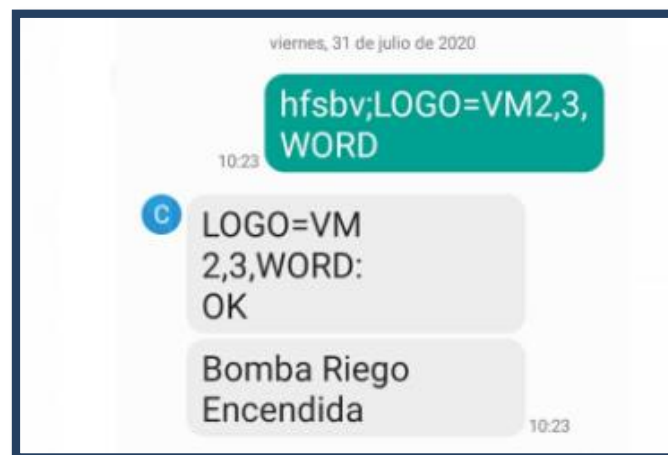 viernes, 31 de julio de 2020
hfsbv;LOGO=VM2,3,
WORD
10:23
C
LOGO=VM
2,3,WORD:
OK
Bomba Riego
Encendida
10:23